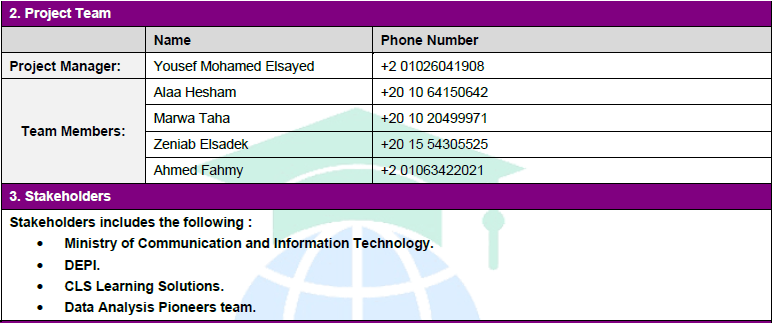 2. Project Team
Name Phone Number
Project Manager: Yousef Mohamed Elsayed +2 01026041908
Alaa Hesham +20 10 64150642
Marwa Taha +20 10 20499971
Team Members:
Zeniab Elsadek +20 15 54305525
Ahmed Fahmy +2 01063422021
3. Stakeholders
Stakeholders includes the following :
• Ministry of Communication and Information Technology.
• DEPI.
• CLS Learning Solutions.
• Data Analysis Pioneers team.